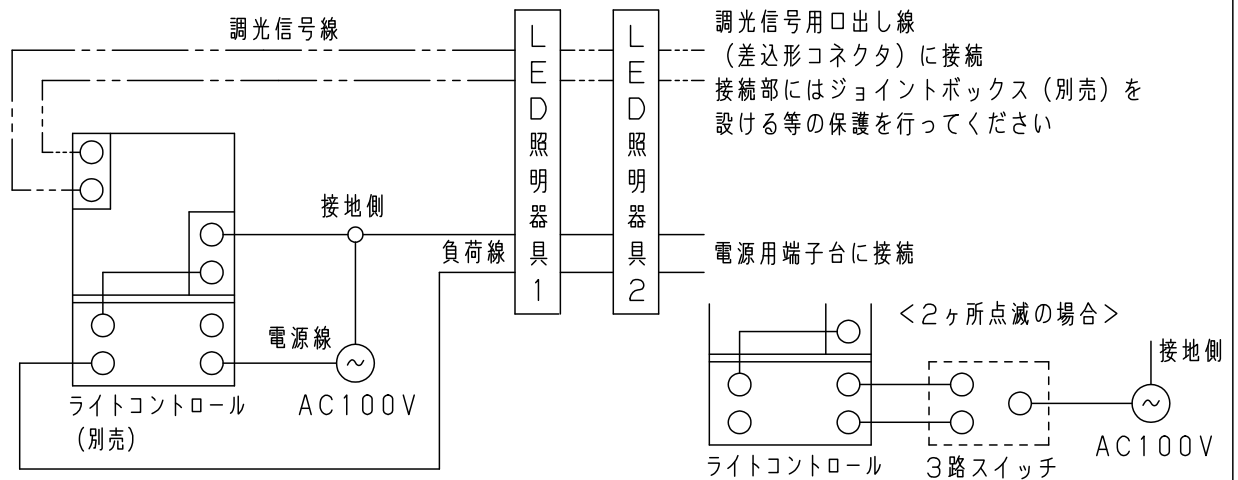 調光信号線
LED照明器具1
LED照明器具2
調光信号用口出し線
（差込形コネクタ）に接続
接続部にはジョイントボックス（別売）を
設ける等の保護を行ってください
接地側
負荷線
電源用端子台に接続
電源線
AC100V
ライトコントロール
（別売）
＜2ヶ所点滅の場合＞
接地側
AC100V
ライトコントロール
3路スイッチ